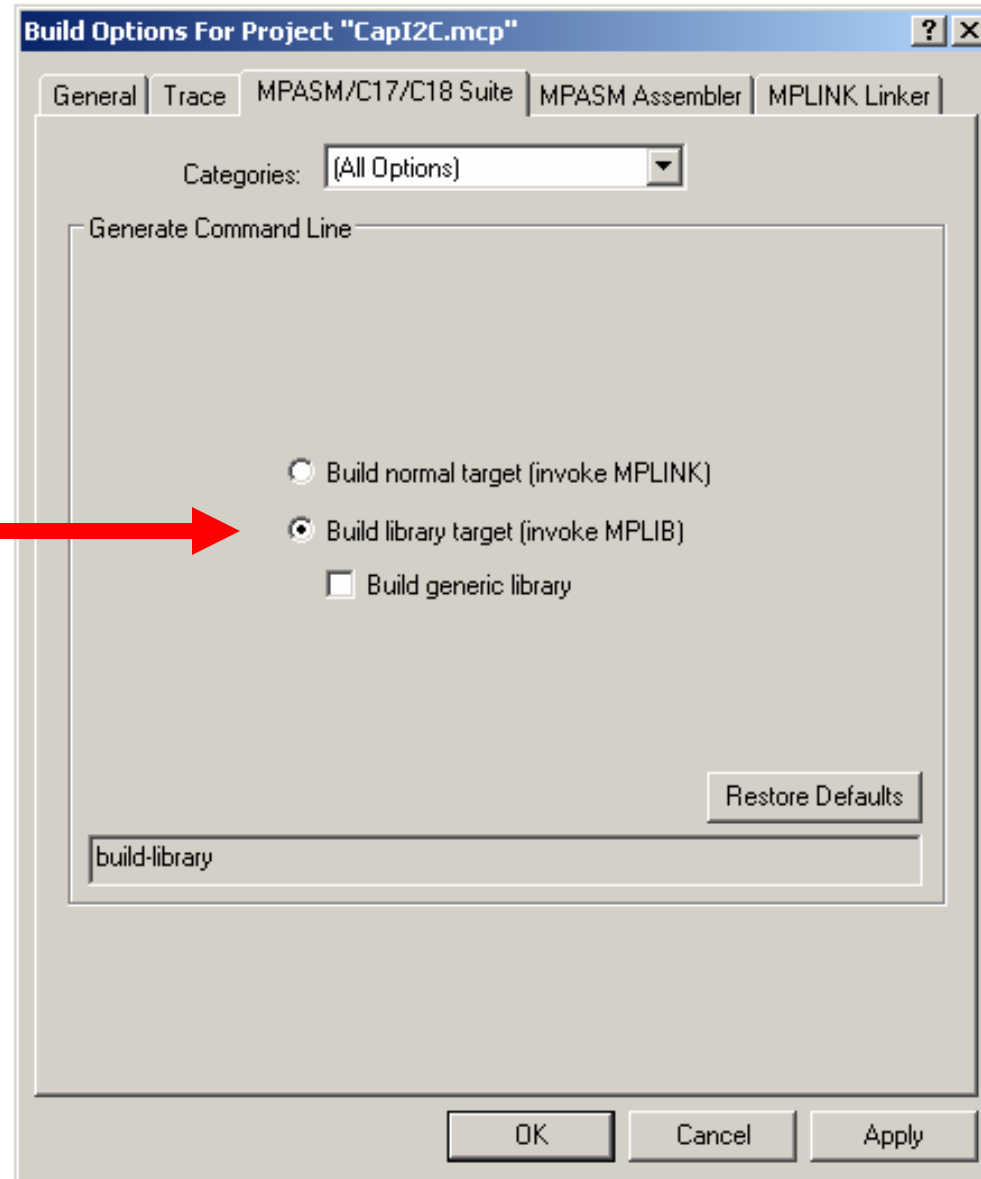 Build Options For Project "CapI2C.mcp"
General Trace MPASM/C17/C18 Suite MPASM Assembler MPLINK Linker
Categories: (All Options)
Generate Command Line
Build normal target (invoke MPLINK)
Build library target (invoke MPLIB)
Build generic library
Restore Defaults
build-library
OK Cancel Apply